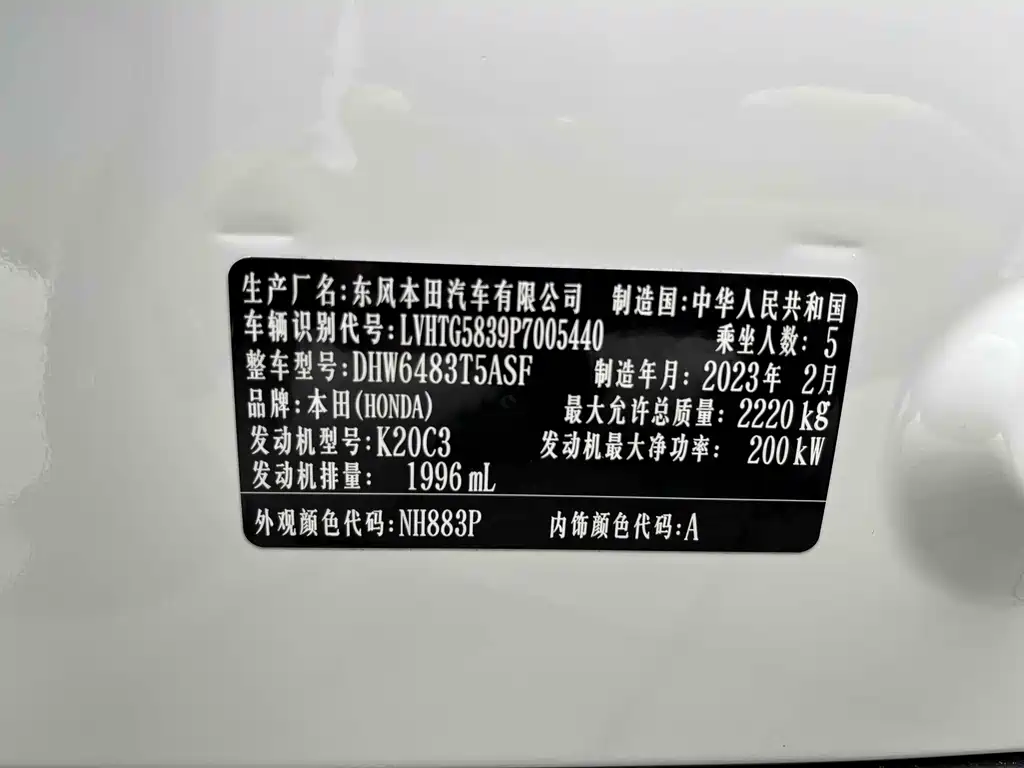 生产厂名:东风本田汽车有限公司 制造国:中华人民共和国
车辆识别代号:LVHTG5839P7005440 乘坐人数: 5
整车型号:DHW6483T5ASF 制造年月: 2023年 2月
品牌:本田(HONDA) 最大允许总质量: 2220 kg
发动机型号:K20C3 发动机最大净功率: 200 kW
发动机排量: 1996 mL
外观颜色代码:NH883P 内饰颜色代码:A